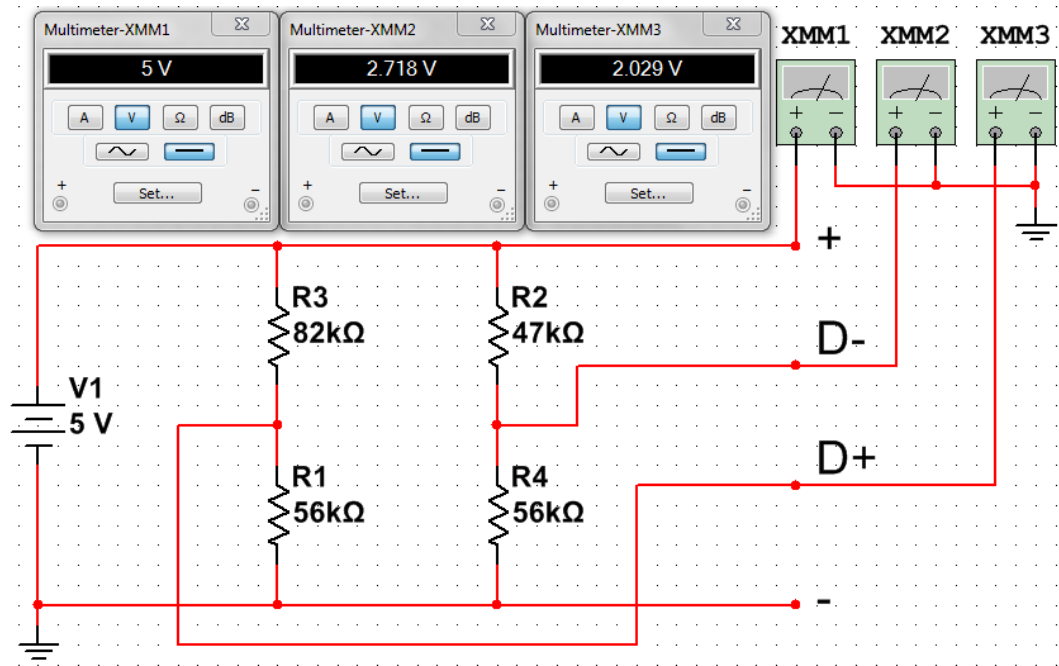 Multimeter-XMM1
5 V
A V Ω dB
+ Set... -
Multimeter-XMM2
2.718 V
A V Ω dB
+ Set... -
Multimeter-XMM3
2.029 V
A V Ω dB
+ Set... -
XMM1 XMM2 XMM3
+ - + - + -
+
R3
82kΩ
R2
47kΩ
D-
V1
5 V
D+
R1
56kΩ
R4
56kΩ
-